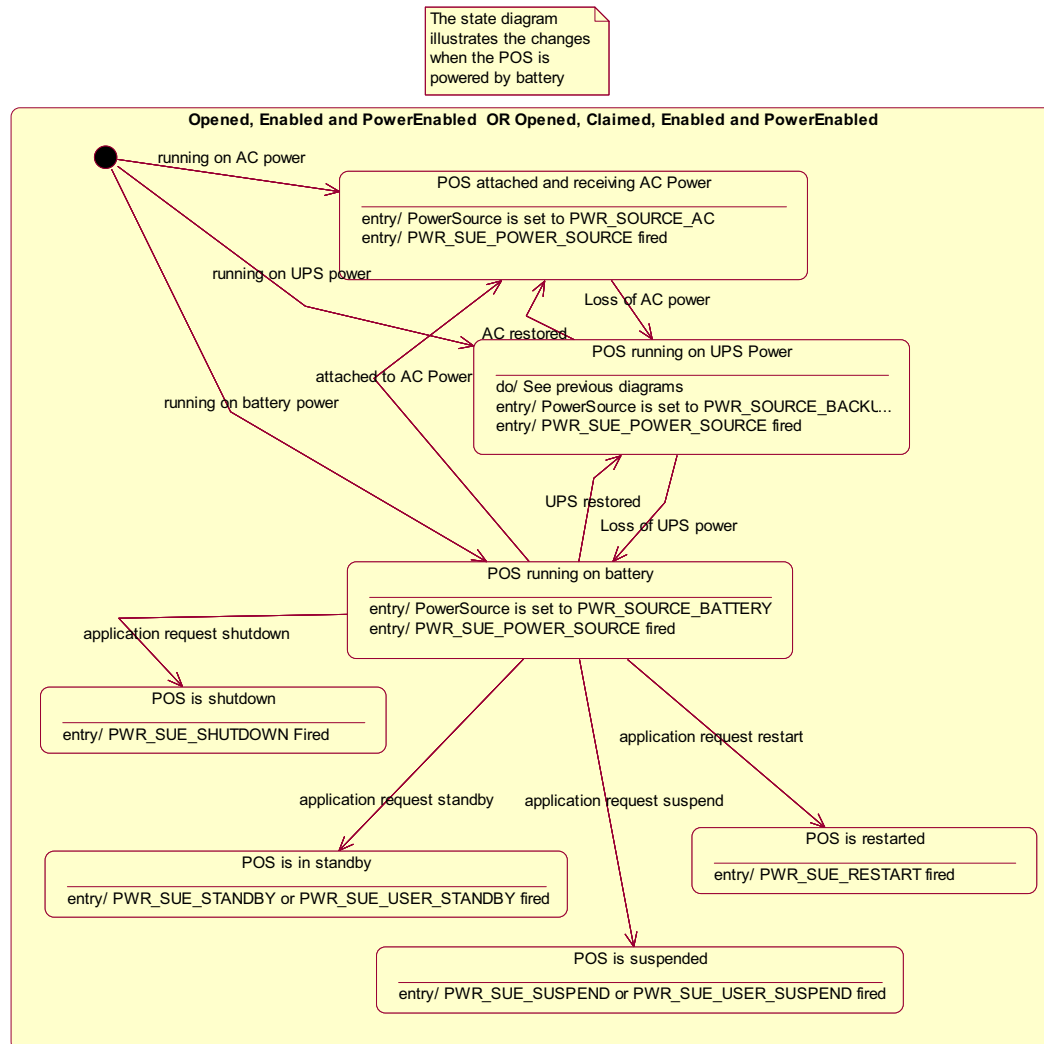 The state diagram
illustrates the changes
when the POS is
powered by battery
Opened, Enabled and PowerEnabled OR Opened, Claimed, Enabled and PowerEnabled
running on AC power
POS attached and receiving AC Power
entry/ PowerSource is set to PWR_SOURCE_AC
entry/ PWR_SUE_POWER_SOURCE fired
running on UPS power
Loss of AC power
AC restored
POS running on UPS Power
do/ See previous diagrams
entry/ PowerSource is set to PWR_SOURCE_BACKU...
entry/ PWR_SUE_POWER_SOURCE fired
attached to AC Power
running on battery power
UPS restored
Loss of UPS power
POS running on battery
entry/ PowerSource is set to PWR_SOURCE_BATTERY
entry/ PWR_SUE_POWER_SOURCE fired
application request shutdown
POS is shutdown
entry/ PWR_SUE_SHUTDOWN Fired
application request restart
application request standby
application request suspend
POS is restarted
entry/ PWR_SUE_RESTART fired
POS is in standby
entry/ PWR_SUE_STANDBY or PWR_SUE_USER_STANDBY fired
POS is suspended
entry/ PWR_SUE_SUSPEND or PWR_SUE_USER_SUSPEND fired